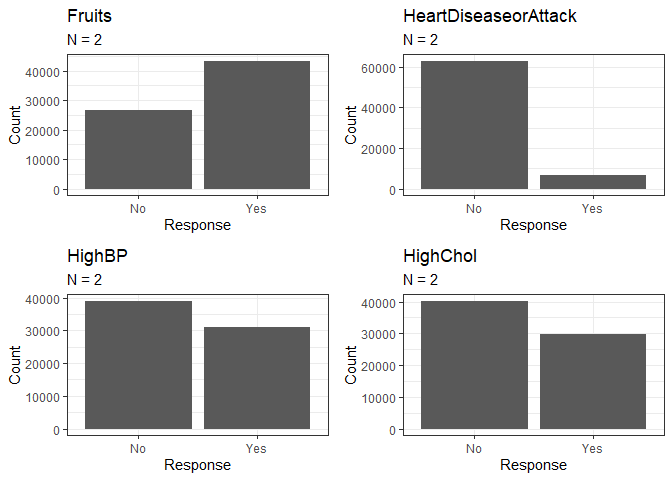 Fruits
N = 2
40000
30000
20000
10000
0
Count
No
Yes
Response
HeartDiseaseorAttack
N = 2
60000
40000
20000
0
Count
No
Yes
Response
HighBP
N = 2
40000
30000
20000
10000
0
Count
No
Yes
Response
HighChol
N = 2
40000
30000
20000
10000
0
Count
No
Yes
Response